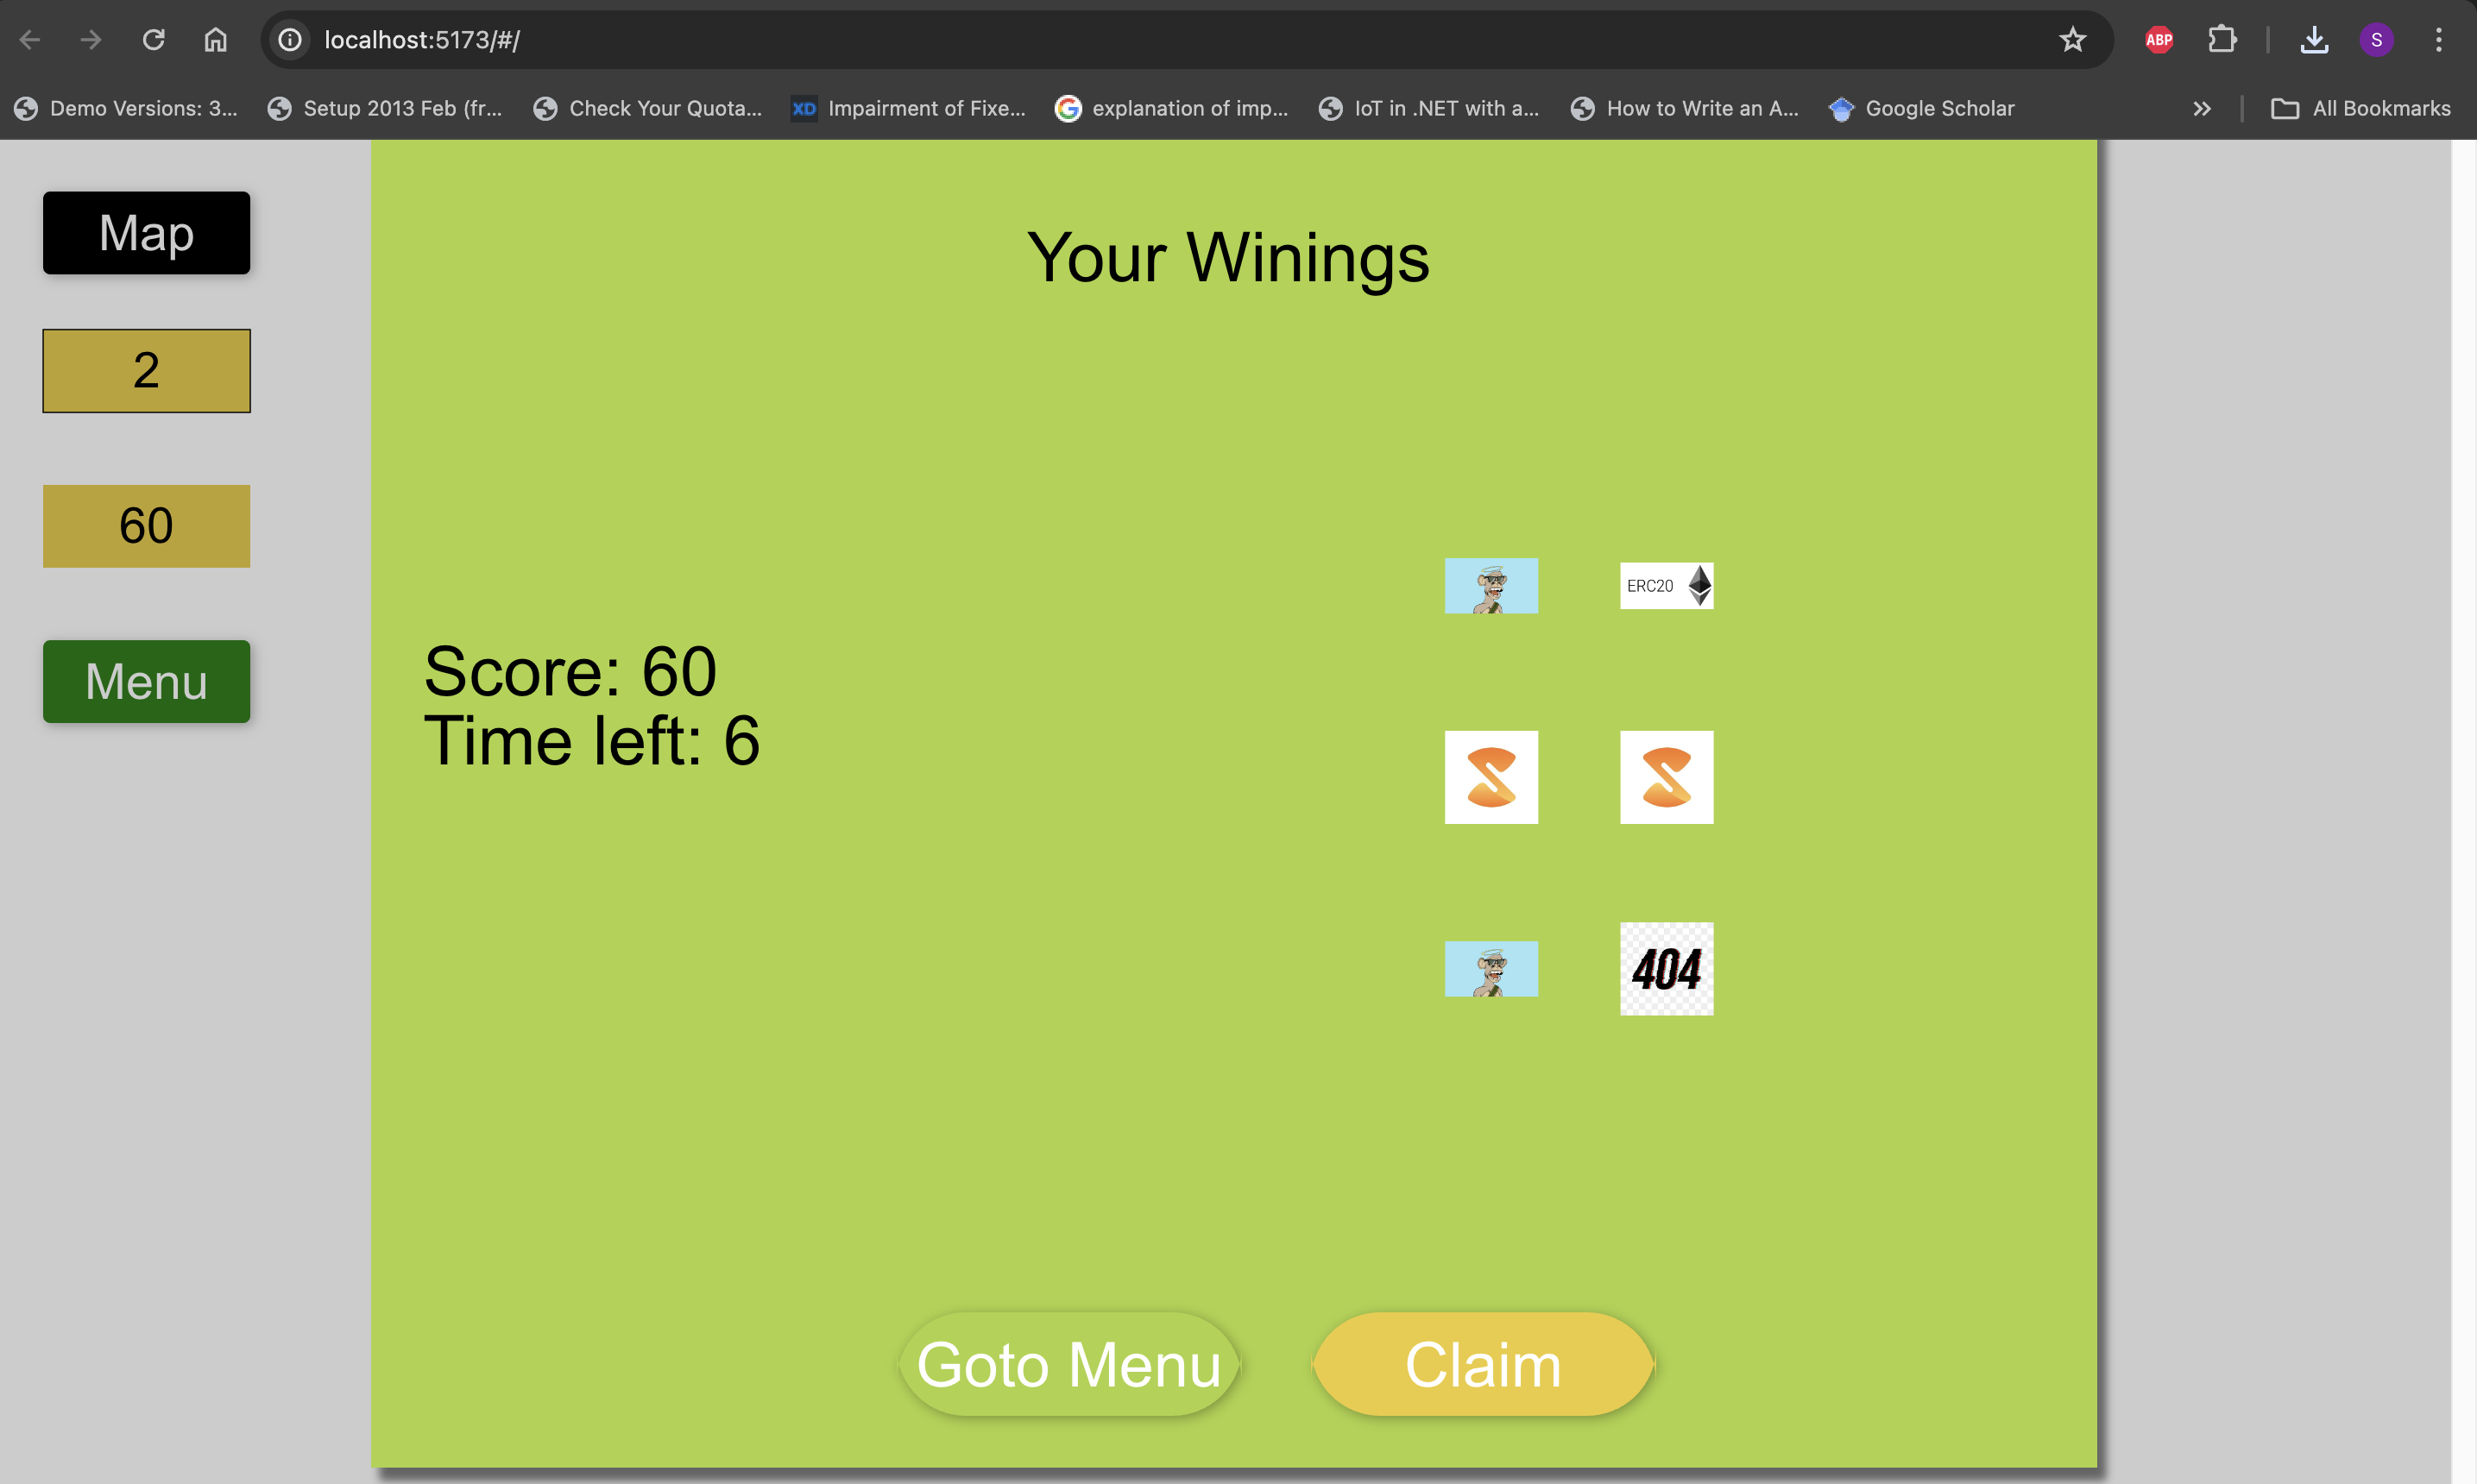 localhost:5173/#/
ABP
S
Demo Versions: 3...
Setup 2013 Feb (fr...
Check Your Quota...
XD
Impairment of Fixe...
explanation of imp...
IoT in .NET with a...
How to Write an A...
Google Scholar
All Bookmarks
Map
2
60
Menu
Your Winings
Score: 60
Time left: 6
ERC20
404
Goto Menu
Claim